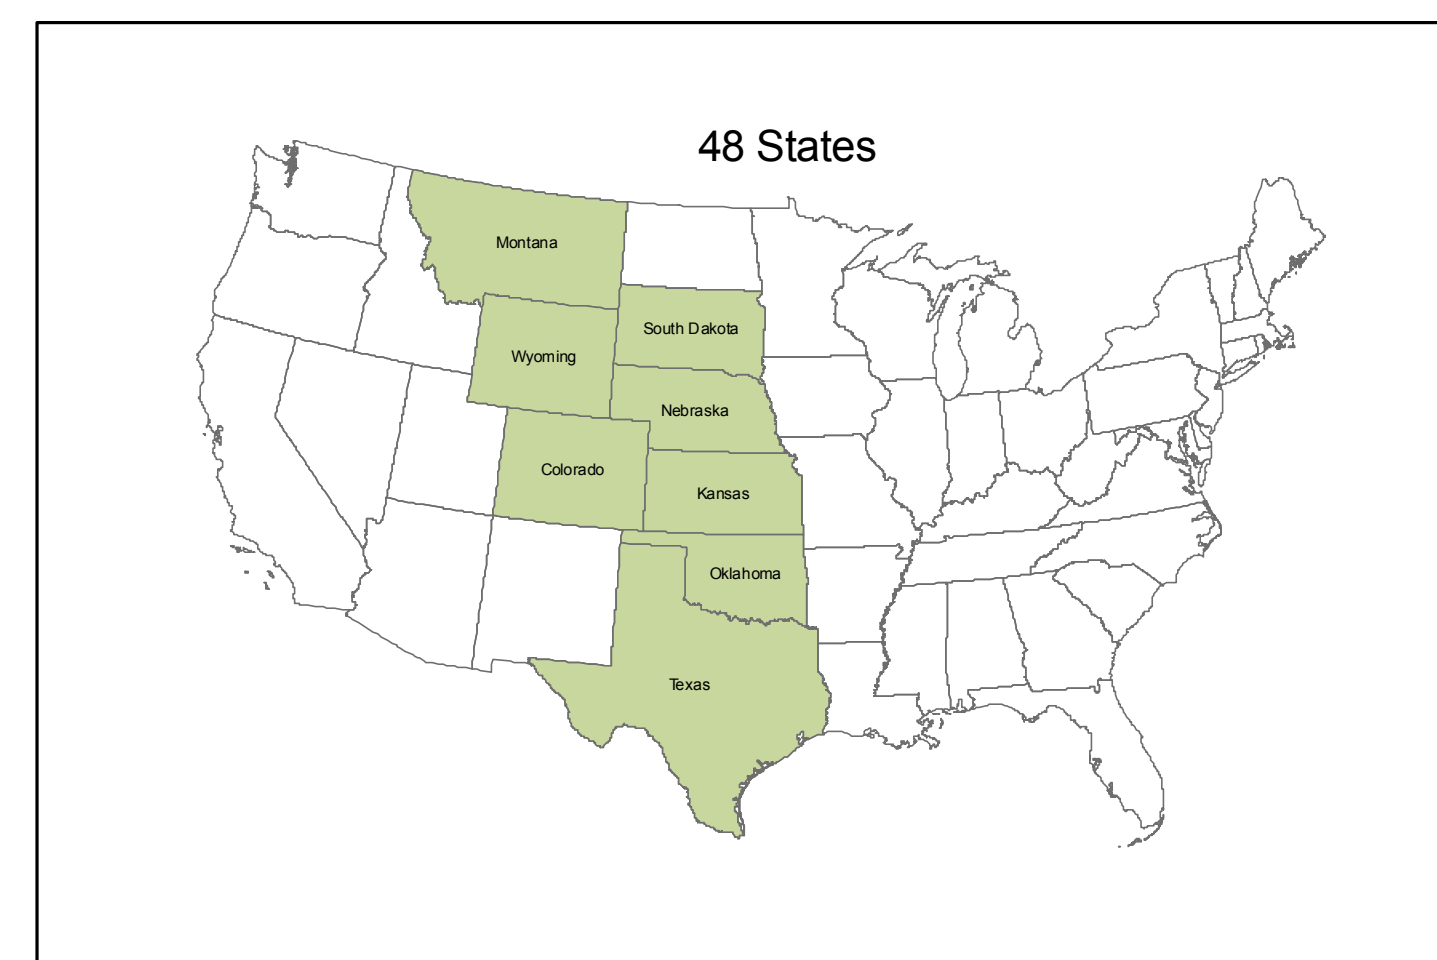 48 States
Montana
South Dakota
Wyoming
Nebraska
Colorado
Kansas
Oklahoma
Texas